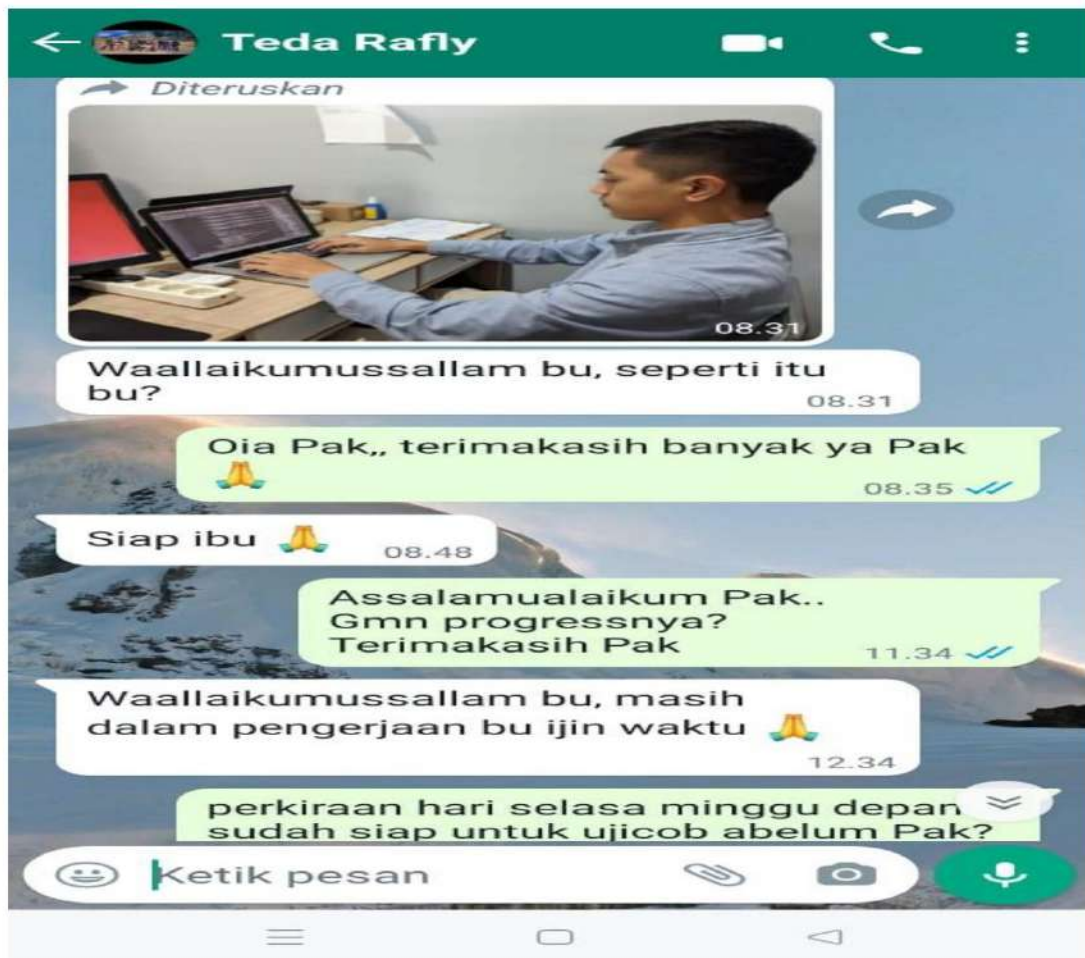 Teda Rafly
Diteruskan
08.31
Waallaikumussallam bu, seperti itu
bu?
08.31
Oia Pak,, terimakasih banyak ya Pak
🙏
08.35
Siap ibu 🙏
08.48
Assalamualaikum Pak..
Gmn progressnya?
Terimakasih Pak
11.34
Waallaikumussallam bu, masih
dalam pengerjaan bu ijin waktu 🙏
12.34
perkiraan hari selasa minggu depan
sudah siap untuk ujicob abelum Pak?
Ketik pesan